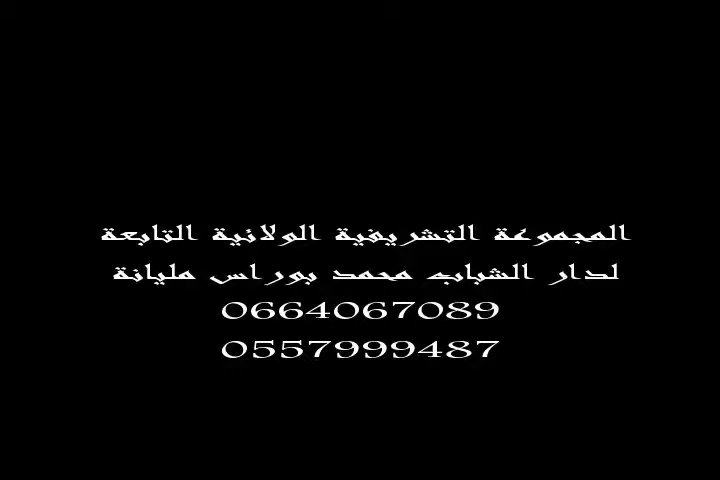 المجموعة التشريفية الولائية التابعة
لدار الشباب محمد بوراس مليانة
0664067089
0557999487